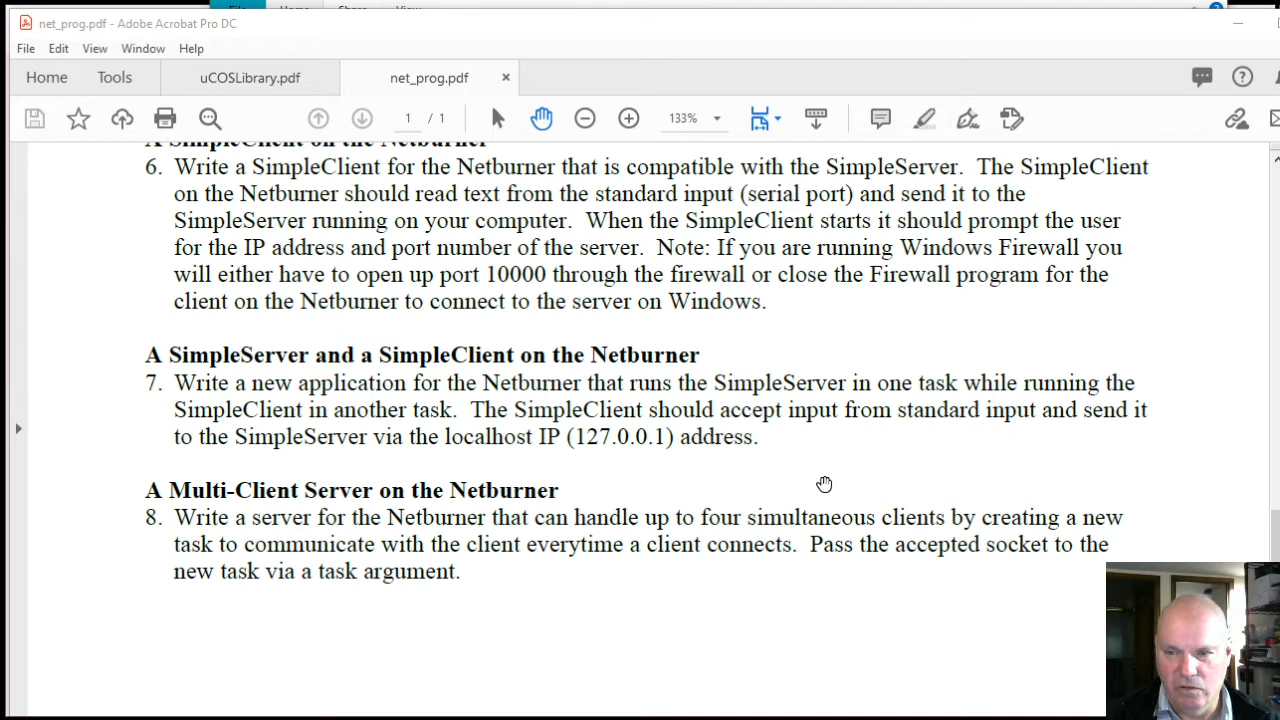 net_prog.pdf - Adobe Acrobat Pro DC
File Edit View Window Help
Home Tools uCOSLibrary.pdf net_prog.pdf ×
1 / 1 133%
A SimpleClient on the Netburner
6. Write a SimpleClient for the Netburner that is compatible with the SimpleServer. The SimpleClient
on the Netburner should read text from the standard input (serial port) and send it to the
SimpleServer running on your computer. When the SimpleClient starts it should prompt the user
for the IP address and port number of the server. Note: If you are running Windows Firewall you
will either have to open up port 10000 through the firewall or close the Firewall program for the
client on the Netburner to connect to the server on Windows.
A SimpleServer and a SimpleClient on the Netburner
7. Write a new application for the Netburner that runs the SimpleServer in one task while running the
SimpleClient in another task. The SimpleClient should accept input from standard input and send it
to the SimpleServer via the localhost IP (127.0.0.1) address.
A Multi-Client Server on the Netburner
8. Write a server for the Netburner that can handle up to four simultaneous clients by creating a new
task to communicate with the client everytime a client connects. Pass the accepted socket to the
new task via a task argument.